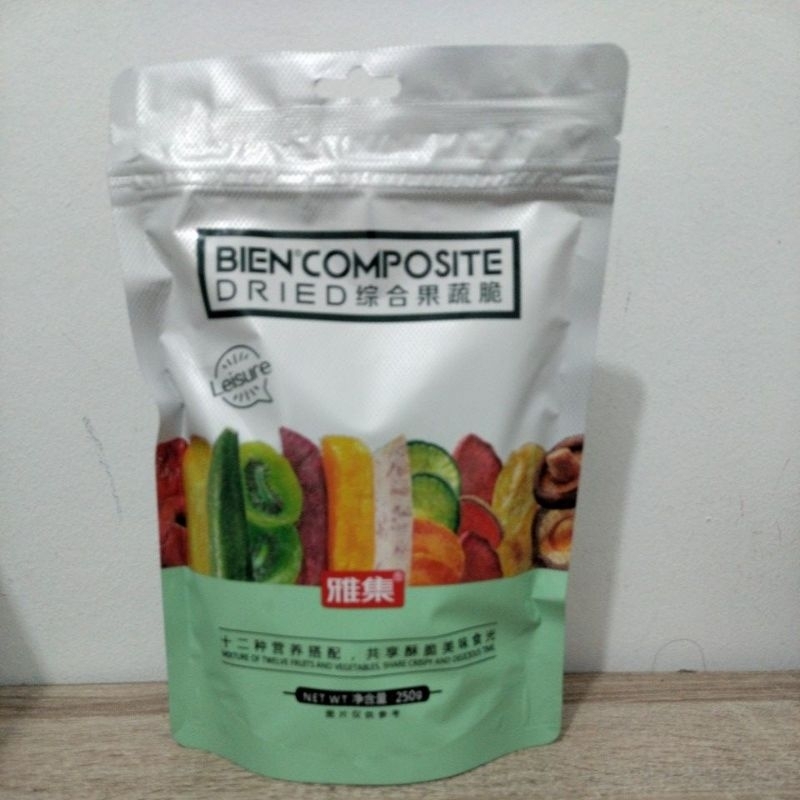 BIEN®COMPOSITE
DRIED综合果蔬脆
Leisure
雅集®
十二种营养搭配，共享酥脆美味食光
MIXTURE OF TWELVE FRUITS AND VEGETABLES, SHARE CRISPY AND DELICIOUS TIME
NET WT 净含量 250g
图片仅供参考